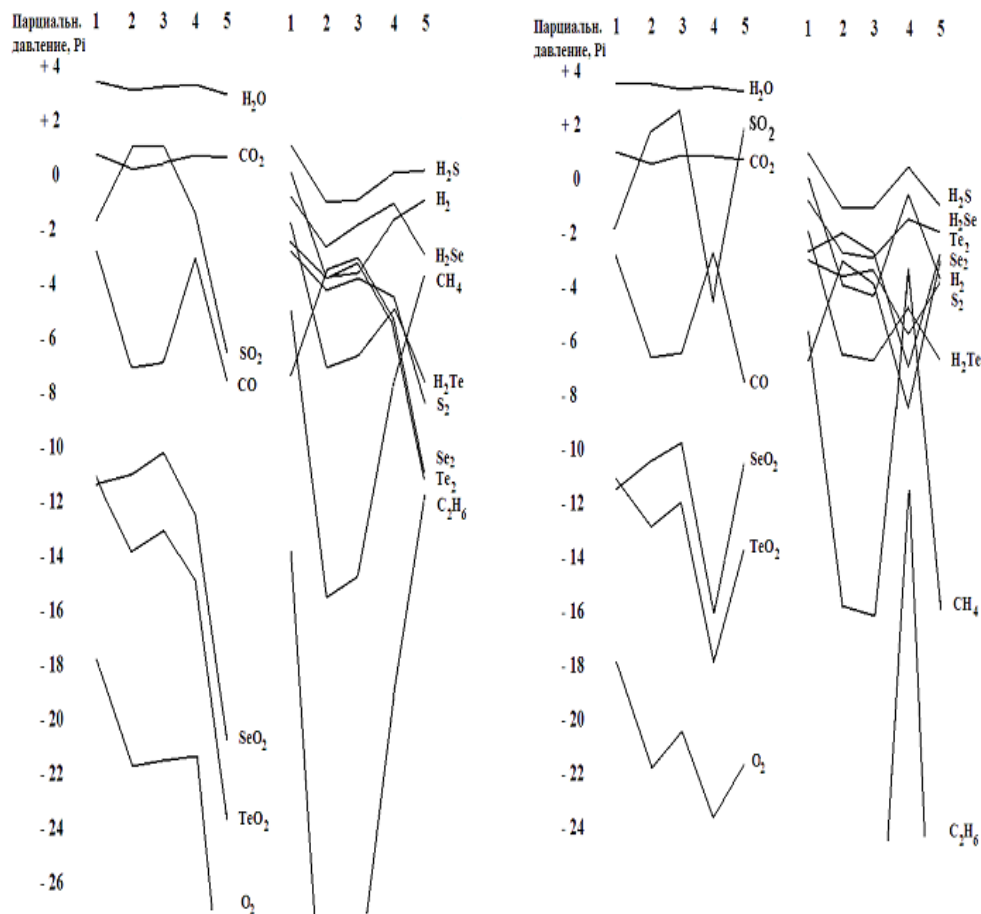 Парциальн.
давление, Pi
1 2 3 4 5
+ 4
+ 2
0
- 2
- 4
- 6
- 8
- 10
- 12
- 14
- 16
- 18
- 20
- 22
- 24
- 26
H₂O
CO₂
SO₂
CO
SeO₂
TeO₂
O₂
1 2 3 4 5
H₂S
H₂
H₂Se
CH₄
H₂Te
S₂
Se₂
Te₂
C₂H₆
Парциальн.
давление, Pi
1 2 3 4 5
+ 4
+ 2
0
- 2
- 4
- 6
- 8
- 10
- 12
- 14
- 16
- 18
- 20
- 22
- 24
H₂O
SO₂
CO₂
CO
SeO₂
TeO₂
O₂
1 2 3 4 5
H₂S
H₂Se
Te₂
Se₂
H₂
S₂
H₂Te
CH₄
C₂H₆